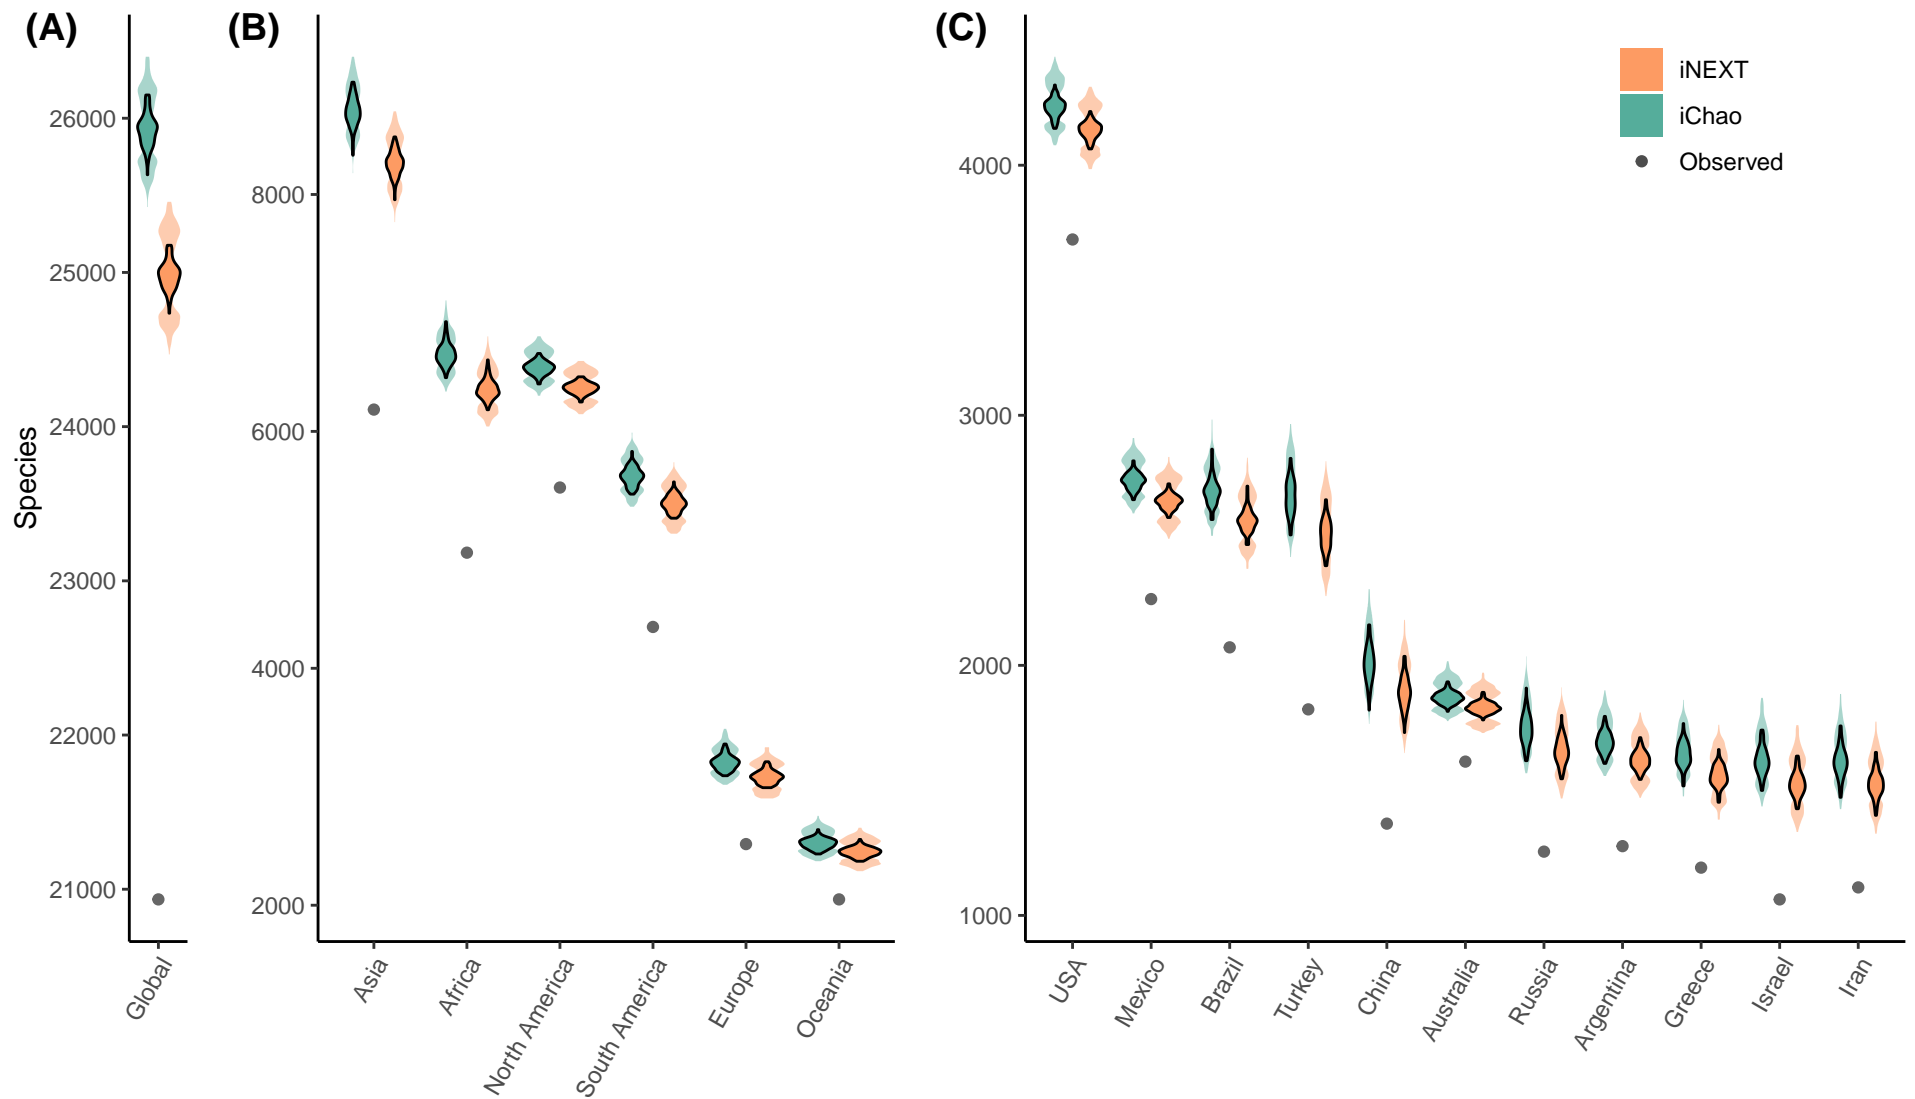 (A)
(B)
(C)
iNEXT
iChao
Observed
Species
26000
25000
24000
23000
22000
21000
Global
8000
6000
4000
2000
Asia
Africa
North America
South America
Europe
Oceania
4000
3000
2000
1000
USA
Mexico
Brazil
Turkey
China
Australia
Russia
Argentina
Greece
Israel
Iran